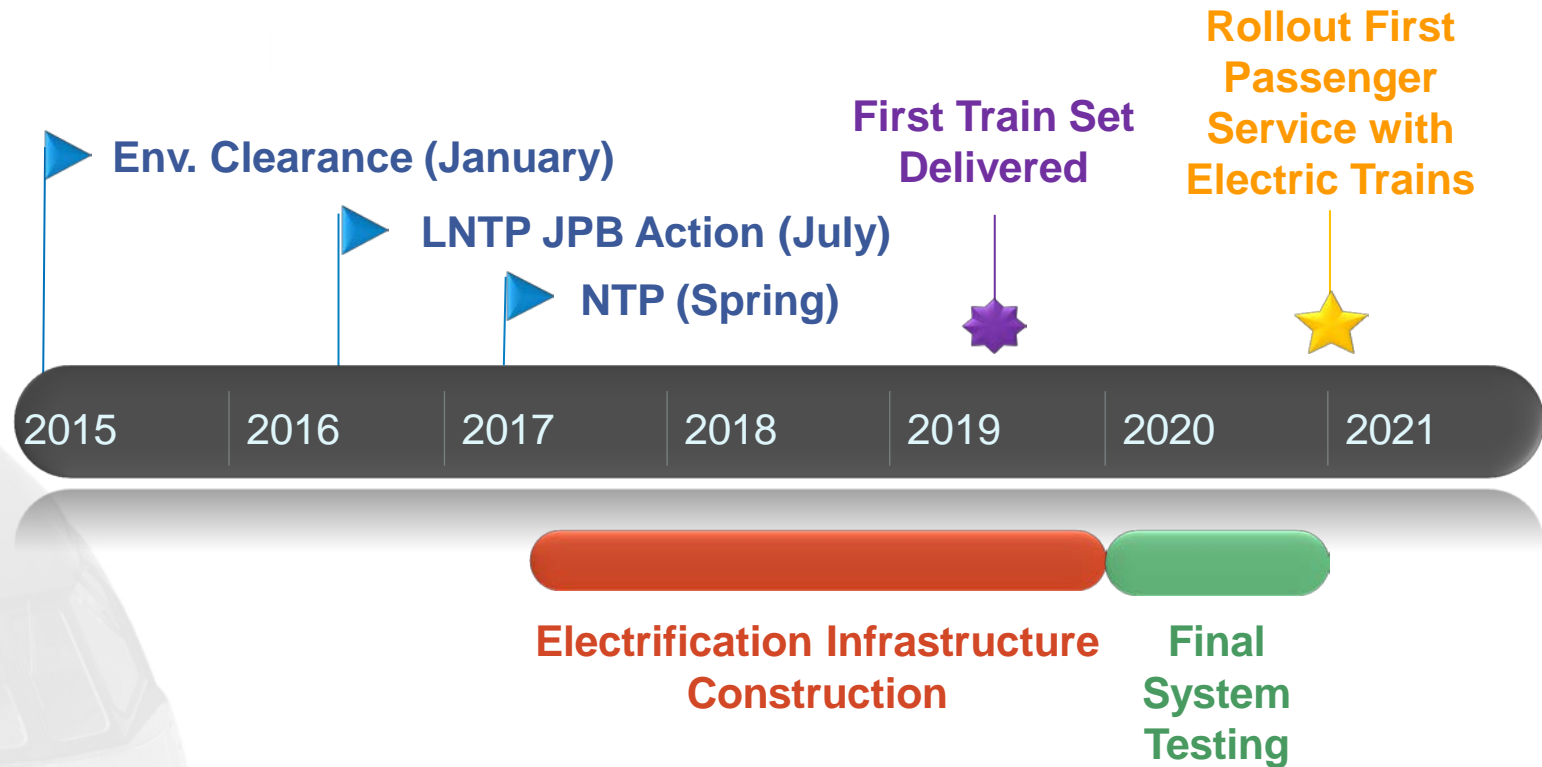 Rollout First
Passenger
Service with
Electric Trains
First Train Set
Delivered
Env. Clearance (January)
LNTP JPB Action (July)
NTP (Spring)
2015 2016 2017 2018 2019 2020 2021
Electrification Infrastructure
Construction
Final
System
Testing